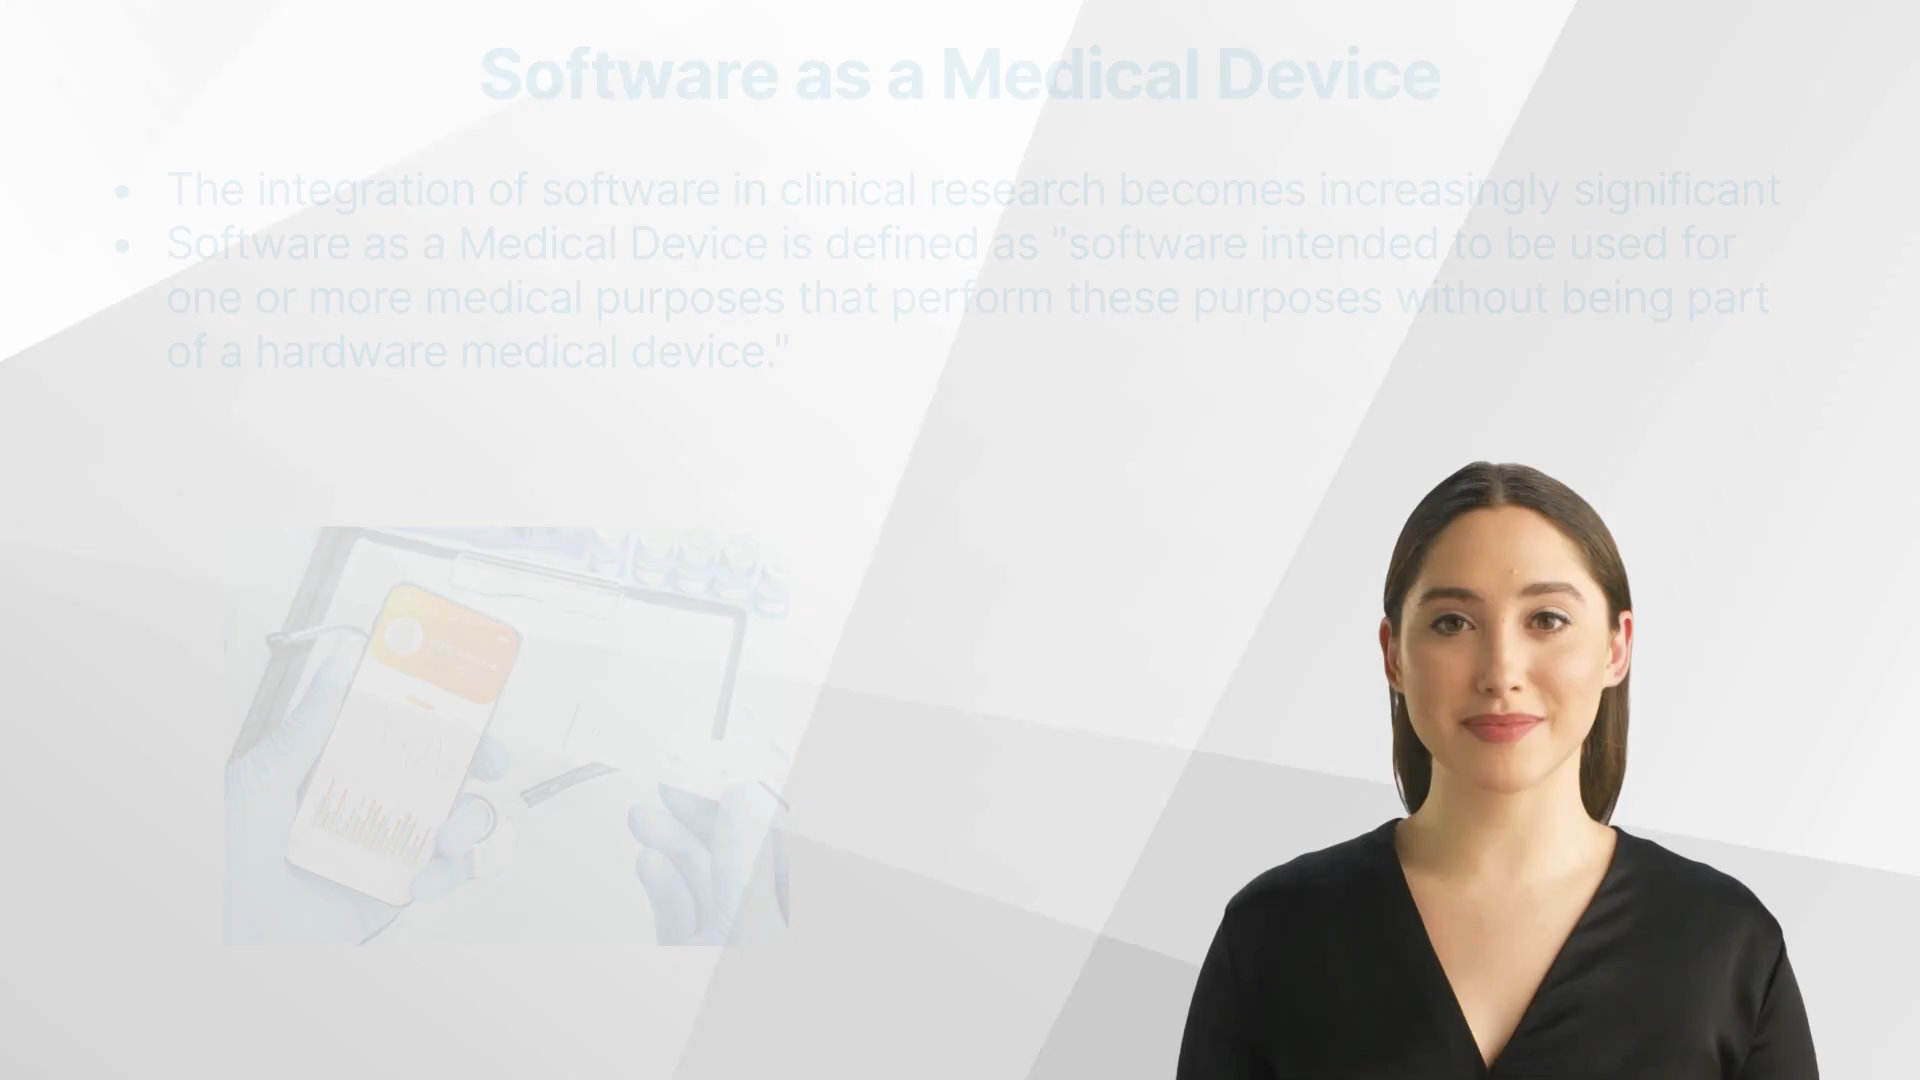 Software as a Medical Device
• The integration of software in clinical research becomes increasingly significant
• Software as a Medical Device is defined as "software intended to be used for
one or more medical purposes that perform these purposes without being part
of a hardware medical device."